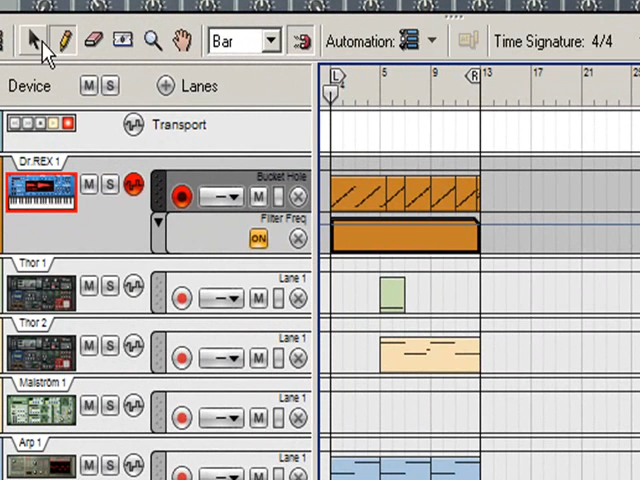 Bar Automation: Time Signature: 4/4
Device M S Lanes
L R
4 5 9 13 17 21
Transport
Dr.REX 1
M S Bucket Hole
M
Filter Freq
ON
Thor 1
M S Lane 1
M
Thor 2
M S Lane 1
M
Malström 1
M S Lane 1
M
Arp 1
M S Lane 1
M